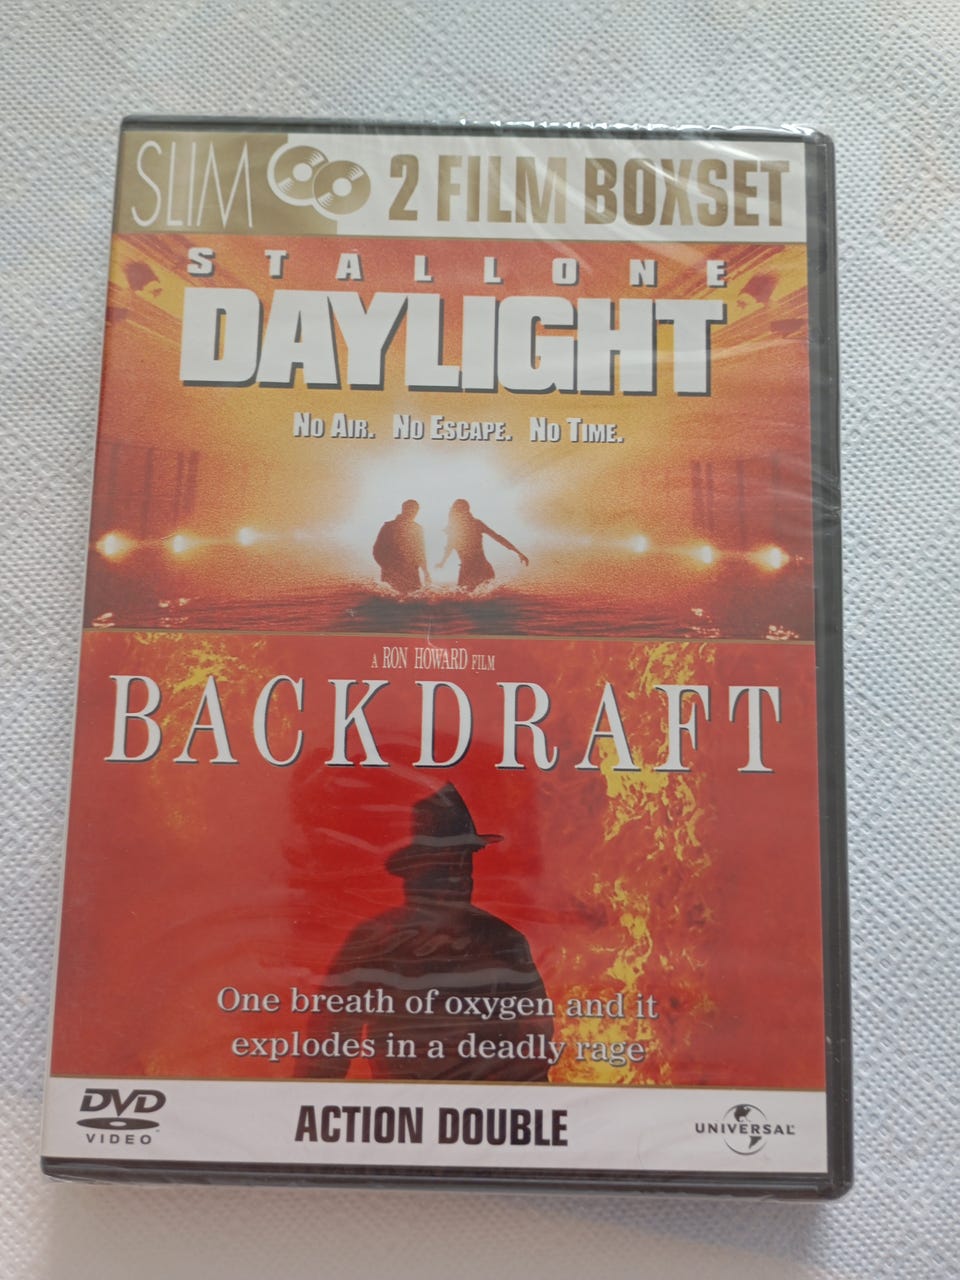 SLIM 2 FILM BOXSET
STALLONE
DAYLIGHT
NO AIR. NO ESCAPE. NO TIME.
A RON HOWARD FILM
BACKDRAFT
One breath of oxygen and it
explodes in a deadly rage
DVD
VIDEO
ACTION DOUBLE
UNIVERSAL